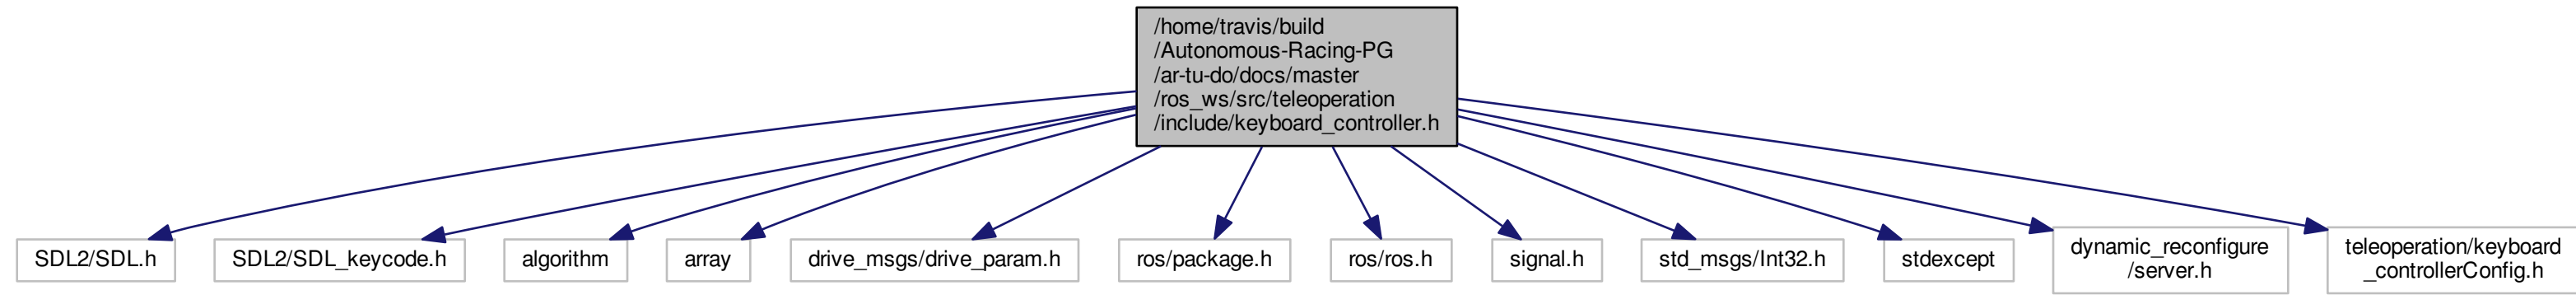 /home/travis/build
/Autonomous-Racing-PG
/ar-tu-do/docs/master
/ros_ws/src/teleoperation
/include/keyboard_controller.h
SDL2/SDL.h
SDL2/SDL_keycode.h
algorithm
array
drive_msgs/drive_param.h
ros/package.h
ros/ros.h
signal.h
std_msgs/Int32.h
stdexcept
dynamic_reconfigure
/server.h
teleoperation/keyboard
_controllerConfig.h